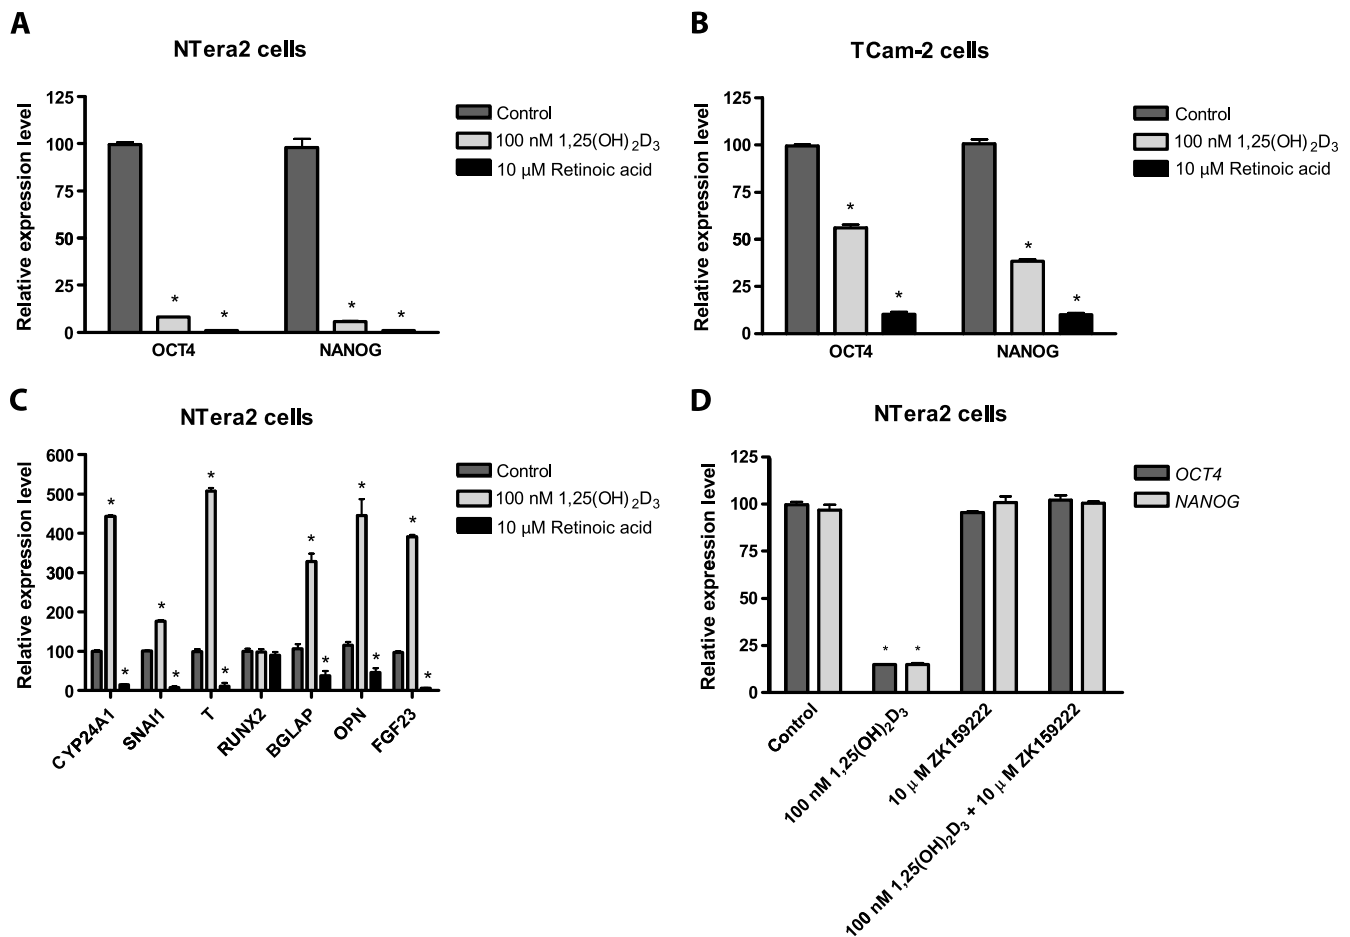 A
NTera2 cells
Relative expression level
125
100
75
50
25
0
* * * *
OCT4 NANOG
Control
100 nM 1,25(OH)₂D₃
10 µM Retinoic acid
B
TCam-2 cells
Relative expression level
125
100
75
50
25
0
* * * *
OCT4 NANOG
Control
100 nM 1,25(OH)₂D₃
10 µM Retinoic acid
C
NTera2 cells
Relative expression level
600
500
400
300
200
100
0
* * * * * * * * * * * *
CYP24A1
SNAI1
T
RUNX2
BGLAP
OPN
FGF23
Control
100 nM 1,25(OH)₂D₃
10 µM Retinoic acid
D
NTera2 cells
Relative expression level
125
100
75
50
25
0
* *
Control
100 nM 1,25(OH)₂D₃
10 µ M ZK159222
100 nM 1,25(OH)₂D₃ + 10 µ M ZK159222
OCT4
NANOG